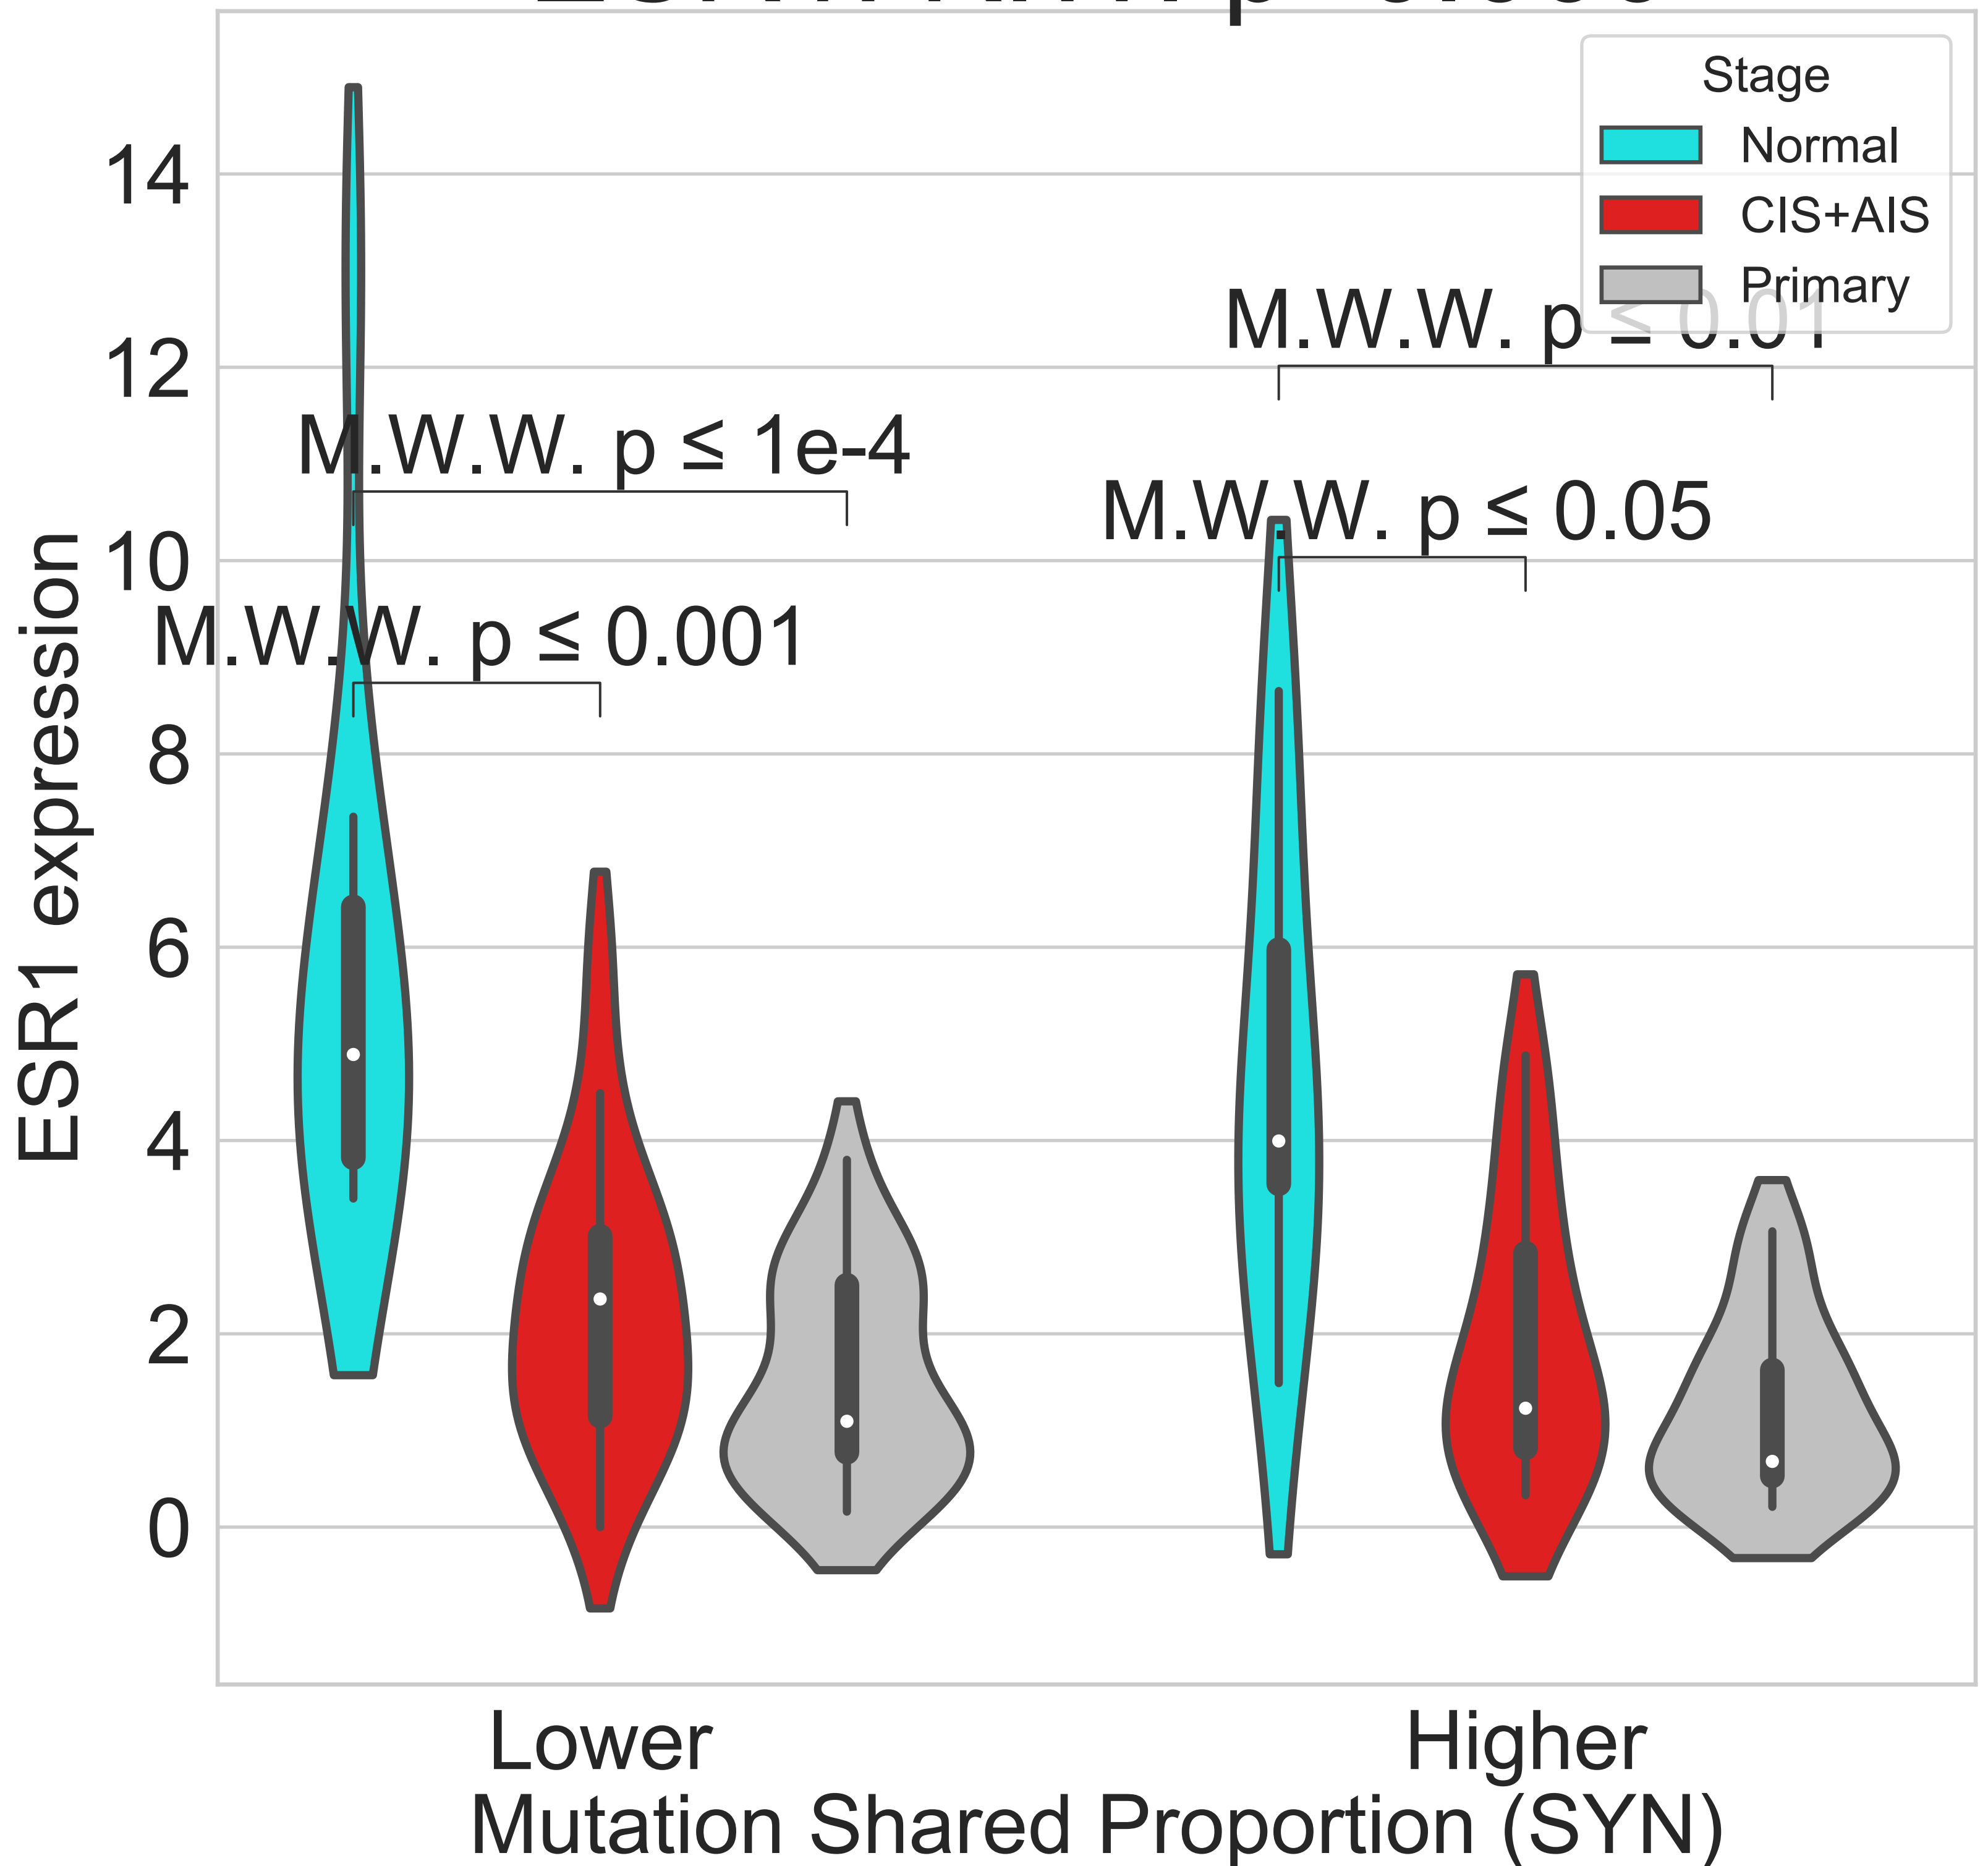 Stage
Normal
CIS+AIS
Primary
14
12
10
8
6
4
2
0
ESR1 expression
M.W.W. p ≤ 0.01
M.W.W. p ≤ 1e-4
M.W.W. p ≤ 0.05
M.W.W. p ≤ 0.001
Lower
Higher
Mutation Shared Proportion (SYN)